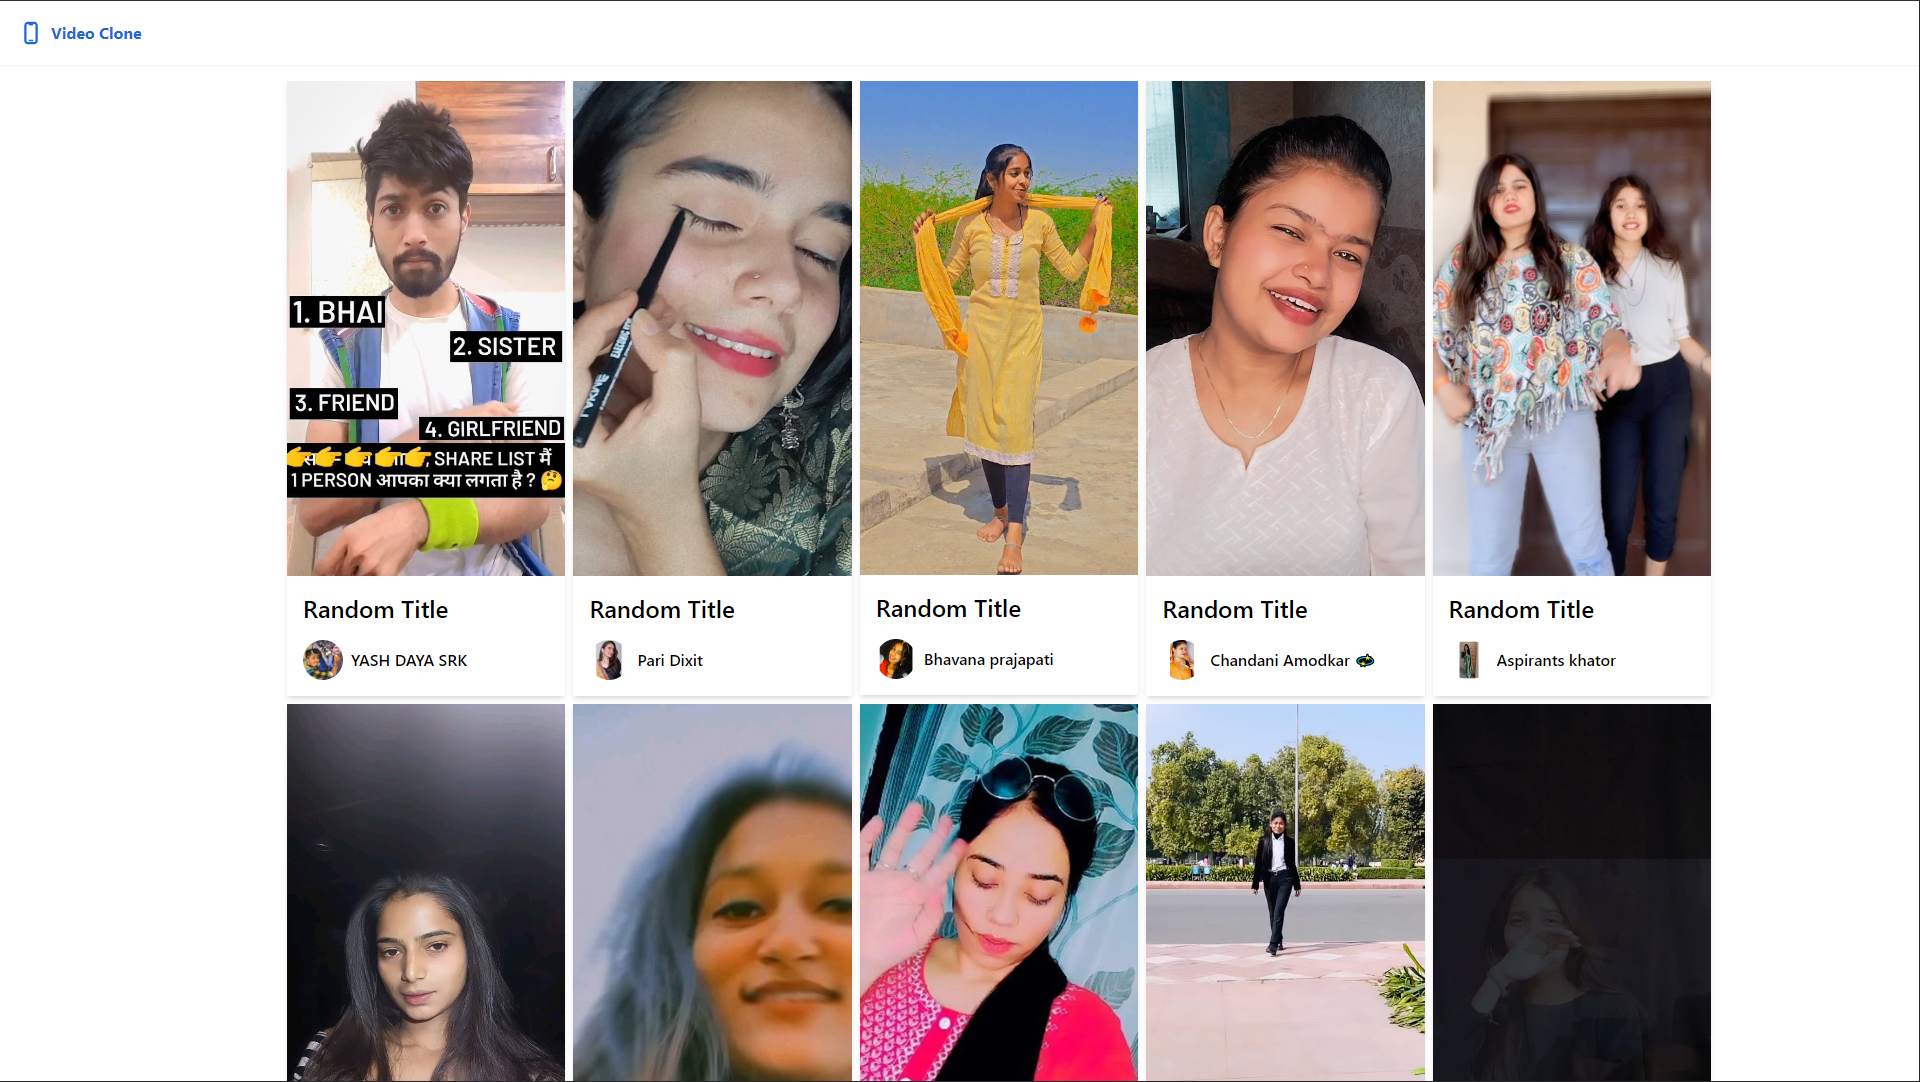 Video Clone
1. BHAI
2. SISTER
3. FRIEND
4. GIRLFRIEND
, SHARE LIST मैं
1 PERSON आपका क्या लगता है ?
Random Title
Random Title
Random Title
Random Title
Random Title
YASH DAYA SRK
Pari Dixit
Bhavana prajapati
Chandani Amodkar
Aspirants khator